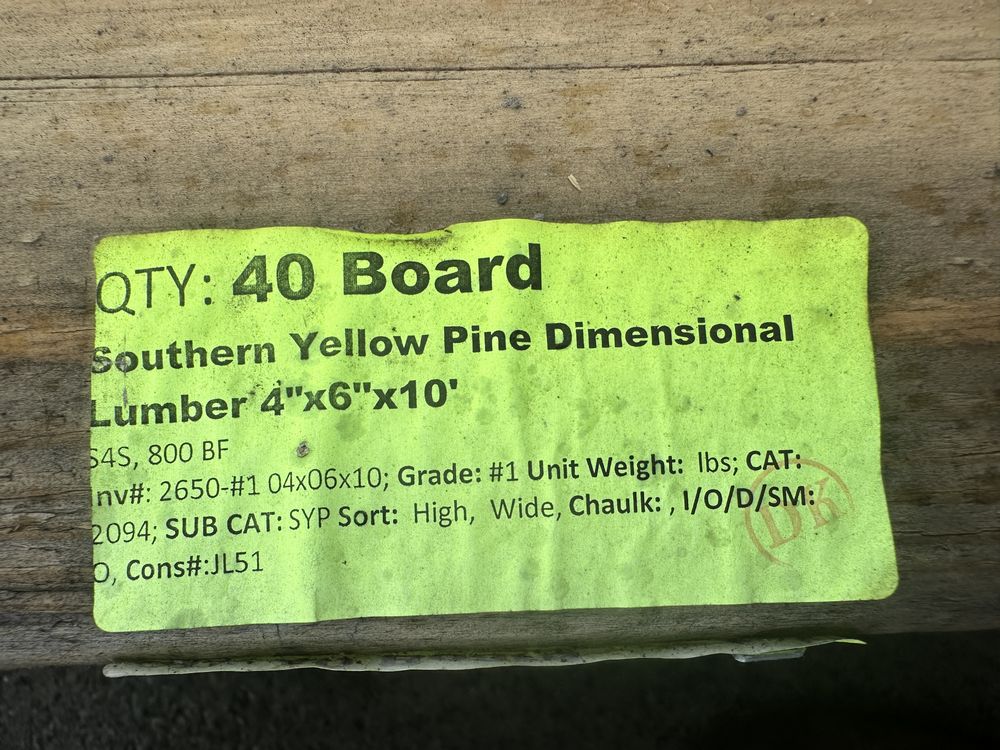 QTY: 40 Board
Southern Yellow Pine Dimensional
Lumber 4"x6"x10'
S4S, 800 BF
nv#: 2650-#1 04x06x10; Grade: #1 Unit Weight: lbs; CAT:
2094; SUB CAT: SYP Sort: High, Wide, Chaulk: , I/O/D/SM:
O, Cons#:JL51
DK